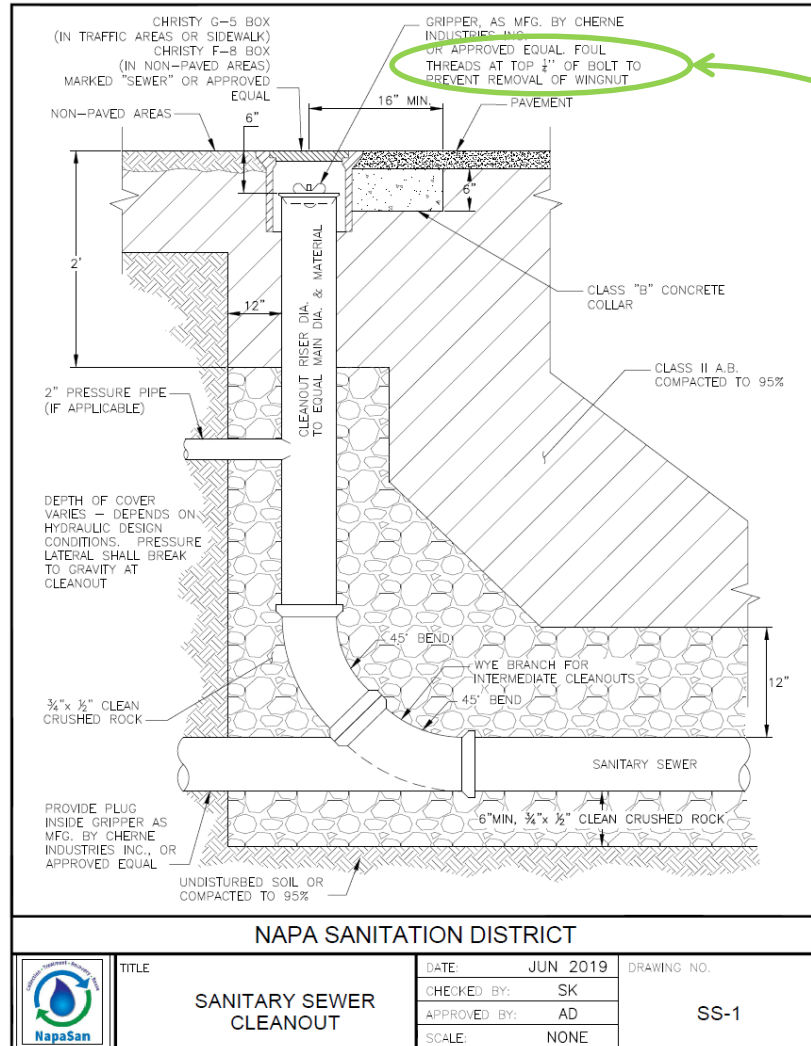 CHRISTY G-5 BOX
(IN TRAFFIC AREAS OR SIDEWALK)
CHRISTY F-8 BOX
(IN NON-PAVED AREAS)
MARKED "SEWER" OR APPROVED
EQUAL
NON-PAVED AREAS
GRIPPER, AS MFG. BY CHERNE
INDUSTRIES INC.
OR APPROVED EQUAL. FOUL
THREADS AT TOP ¼" OF BOLT TO
PREVENT REMOVAL OF WINGNUT
16" MIN.
PAVEMENT
6"
6"
2'
12"
CLEANOUT RISER DIA.
TO EQUAL MAIN DIA. & MATERIAL
CLASS "B" CONCRETE
COLLAR
CLASS II A.B.
COMPACTED TO 95%
2" PRESSURE PIPE
(IF APPLICABLE)
DEPTH OF COVER
VARIES – DEPENDS ON
HYDRAULIC DESIGN
CONDITIONS. PRESSURE
LATERAL SHALL BREAK
TO GRAVITY AT
CLEANOUT
45° BEND
WYE BRANCH FOR
INTERMEDIATE CLEANOUTS
45° BEND
12"
¾"x ½" CLEAN
CRUSHED ROCK
SANITARY SEWER
PROVIDE PLUG
INSIDE GRIPPER AS
MFG. BY CHERNE
INDUSTRIES INC., OR
APPROVED EQUAL
6"MIN, ¾"x ½" CLEAN CRUSHED ROCK
UNDISTURBED SOIL OR
COMPACTED TO 95%
NAPA SANITATION DISTRICT
Collection • Treatment • Recovery • Reuse
NapaSan
TITLE
SANITARY SEWER
CLEANOUT
DATE: JUN 2019
CHECKED BY: SK
APPROVED BY: AD
SCALE: NONE
DRAWING NO.
SS-1